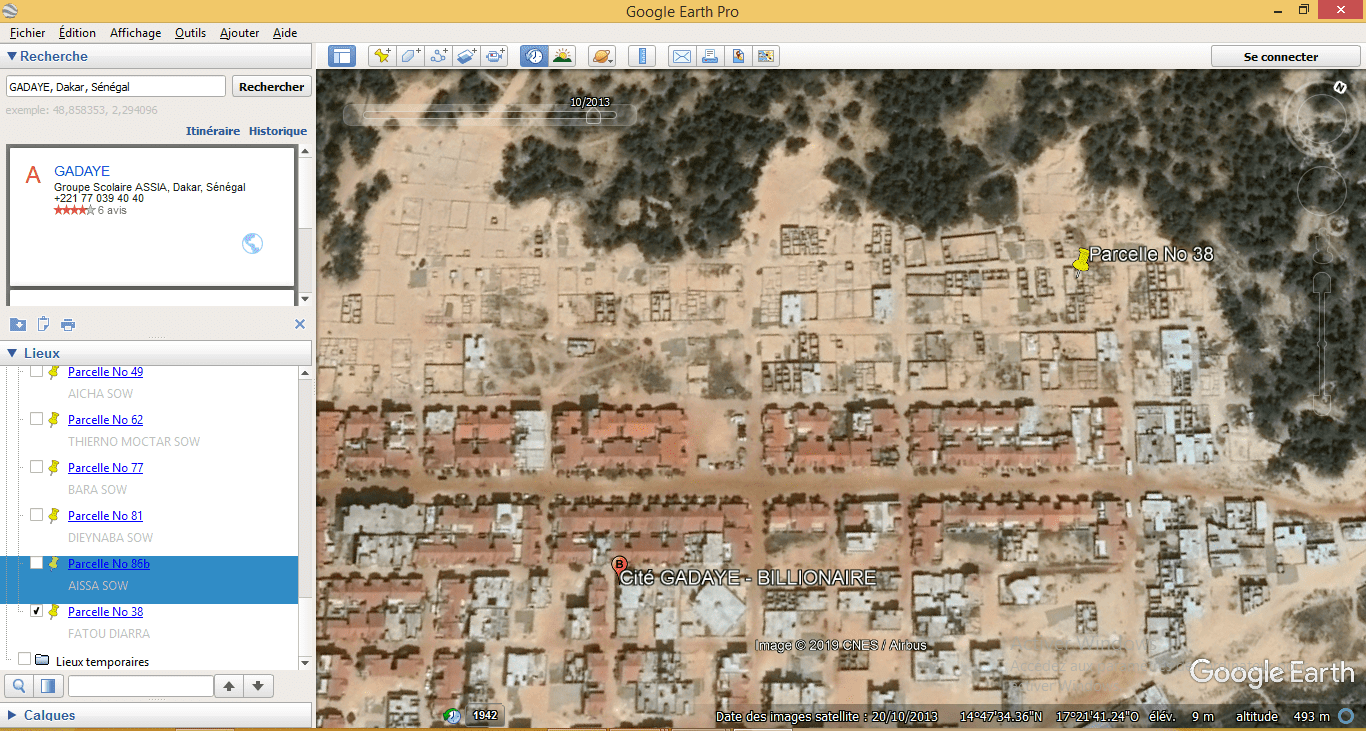 Google Earth Pro
Fichier Édition Affichage Outils Ajouter Aide
Recherche
Se connecter
GADAYE, Dakar, Sénégal
Rechercher
exemple: 48,858353, 2,294096
Itinéraire Historique
A GADAYE
Groupe Scolaire ASSIA, Dakar, Sénégal
+221 77 039 40 40
6 avis
Lieux
Parcelle No 49
AICHA SOW
Parcelle No 62
THIERNO MOCTAR SOW
Parcelle No 77
BARA SOW
Parcelle No 81
DIEYNABA SOW
Parcelle No 86b
AISSA SOW
Parcelle No 38
FATOU DIARRA
Lieux temporaires
Calques
10/2013
N
Parcelle No 38
B
Cité GADAYE - BILLIONAIRE
Image © 2019 CNES / Airbus
Google Earth
1942
Date des images satellite : 20/10/2013 14°47'34.36"N 17°21'41.24"O élév. 9 m altitude 493 m